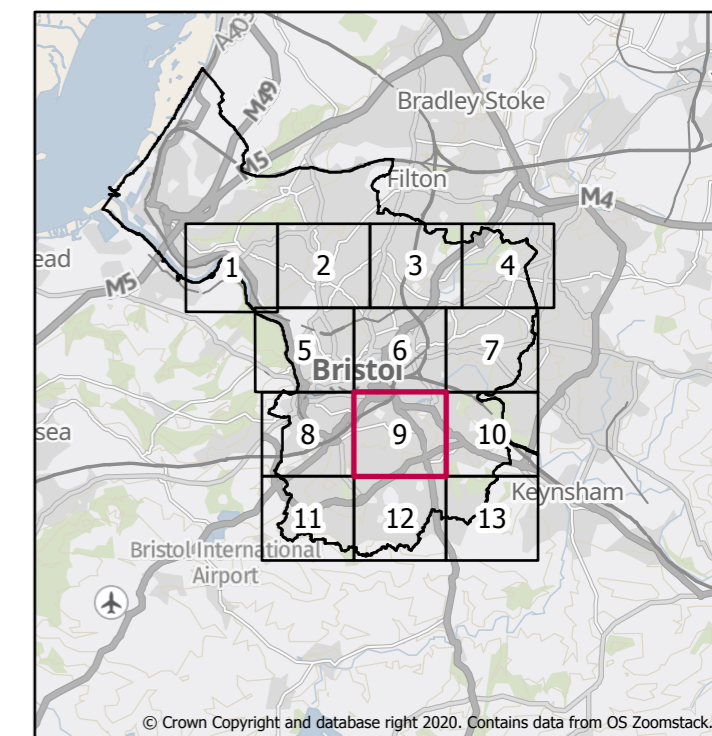 A403
M49
Bradley Stoke
M5
Filton
M4
ead
1
2
3
4
M5
5
6
7
Bristol
sea
8
9
10
Keynsham
11
12
13
Bristol International
Airport
© Crown Copyright and database right 2020. Contains data from OS Zoomstack.